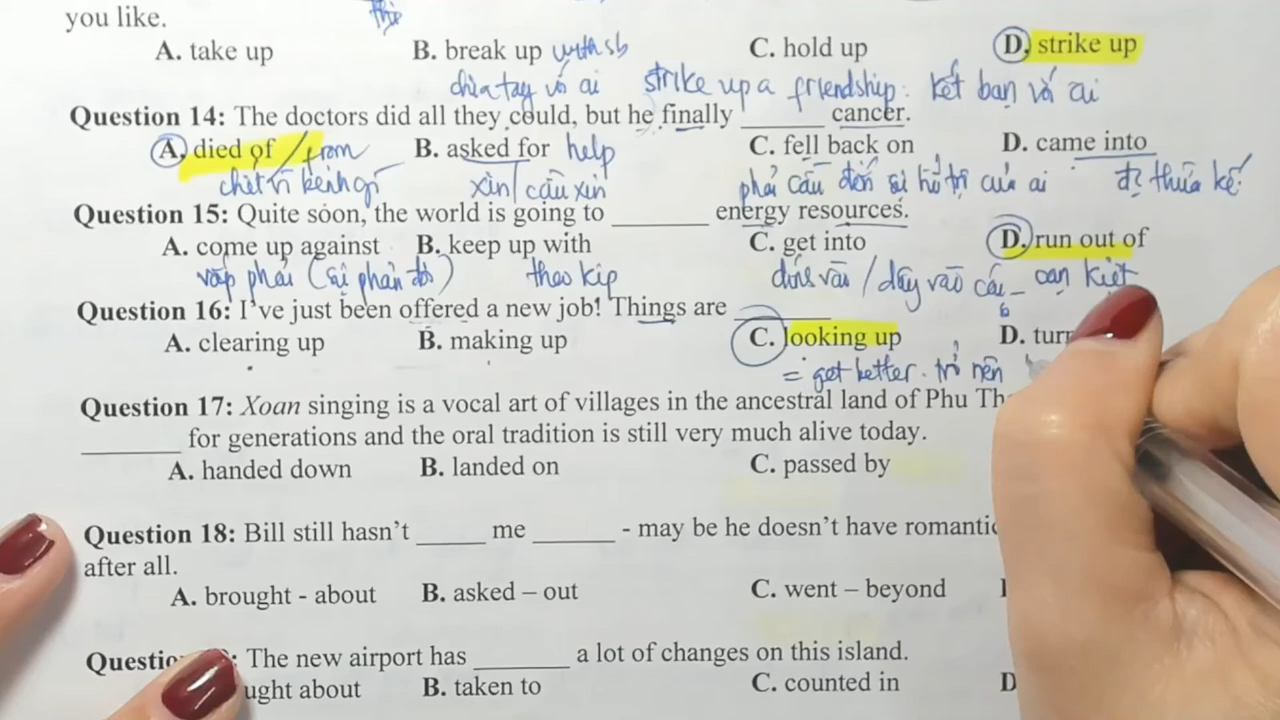 you like.
A. take up B. break up with sb C. hold up D. strike up
chia tay với ai strike up a friendship: kết bạn với ai
Question 14: The doctors did all they could, but he finally ______ cancer.
A. died of / from B. asked for help C. fell back on D. came into
chết vì bệnh gì xin / cầu xin phải cầu đến sự hỗ trợ của ai đc thừa kế
Question 15: Quite soon, the world is going to ______ energy resources.
A. come up against B. keep up with C. get into D. run out of
vấp phải (sự phản đối) theo kịp cạn kiệt
Question 16: I've just been offered a new job! Things are ______
A. clearing up B. making up C. looking up D.
= get better. trở nên
Question 17: Xoan singing is a vocal art of villages in the ancestral land of Phu
______ for generations and the oral tradition is still very much alive today.
A. handed down B. landed on C. passed by
Question 18: Bill still hasn't _____ me ______ - may be he doesn't have romantic
after all.
A. brought - about B. asked – out C. went – beyond
The new airport has _______ a lot of changes on this island.
about B. taken to C. counted in D